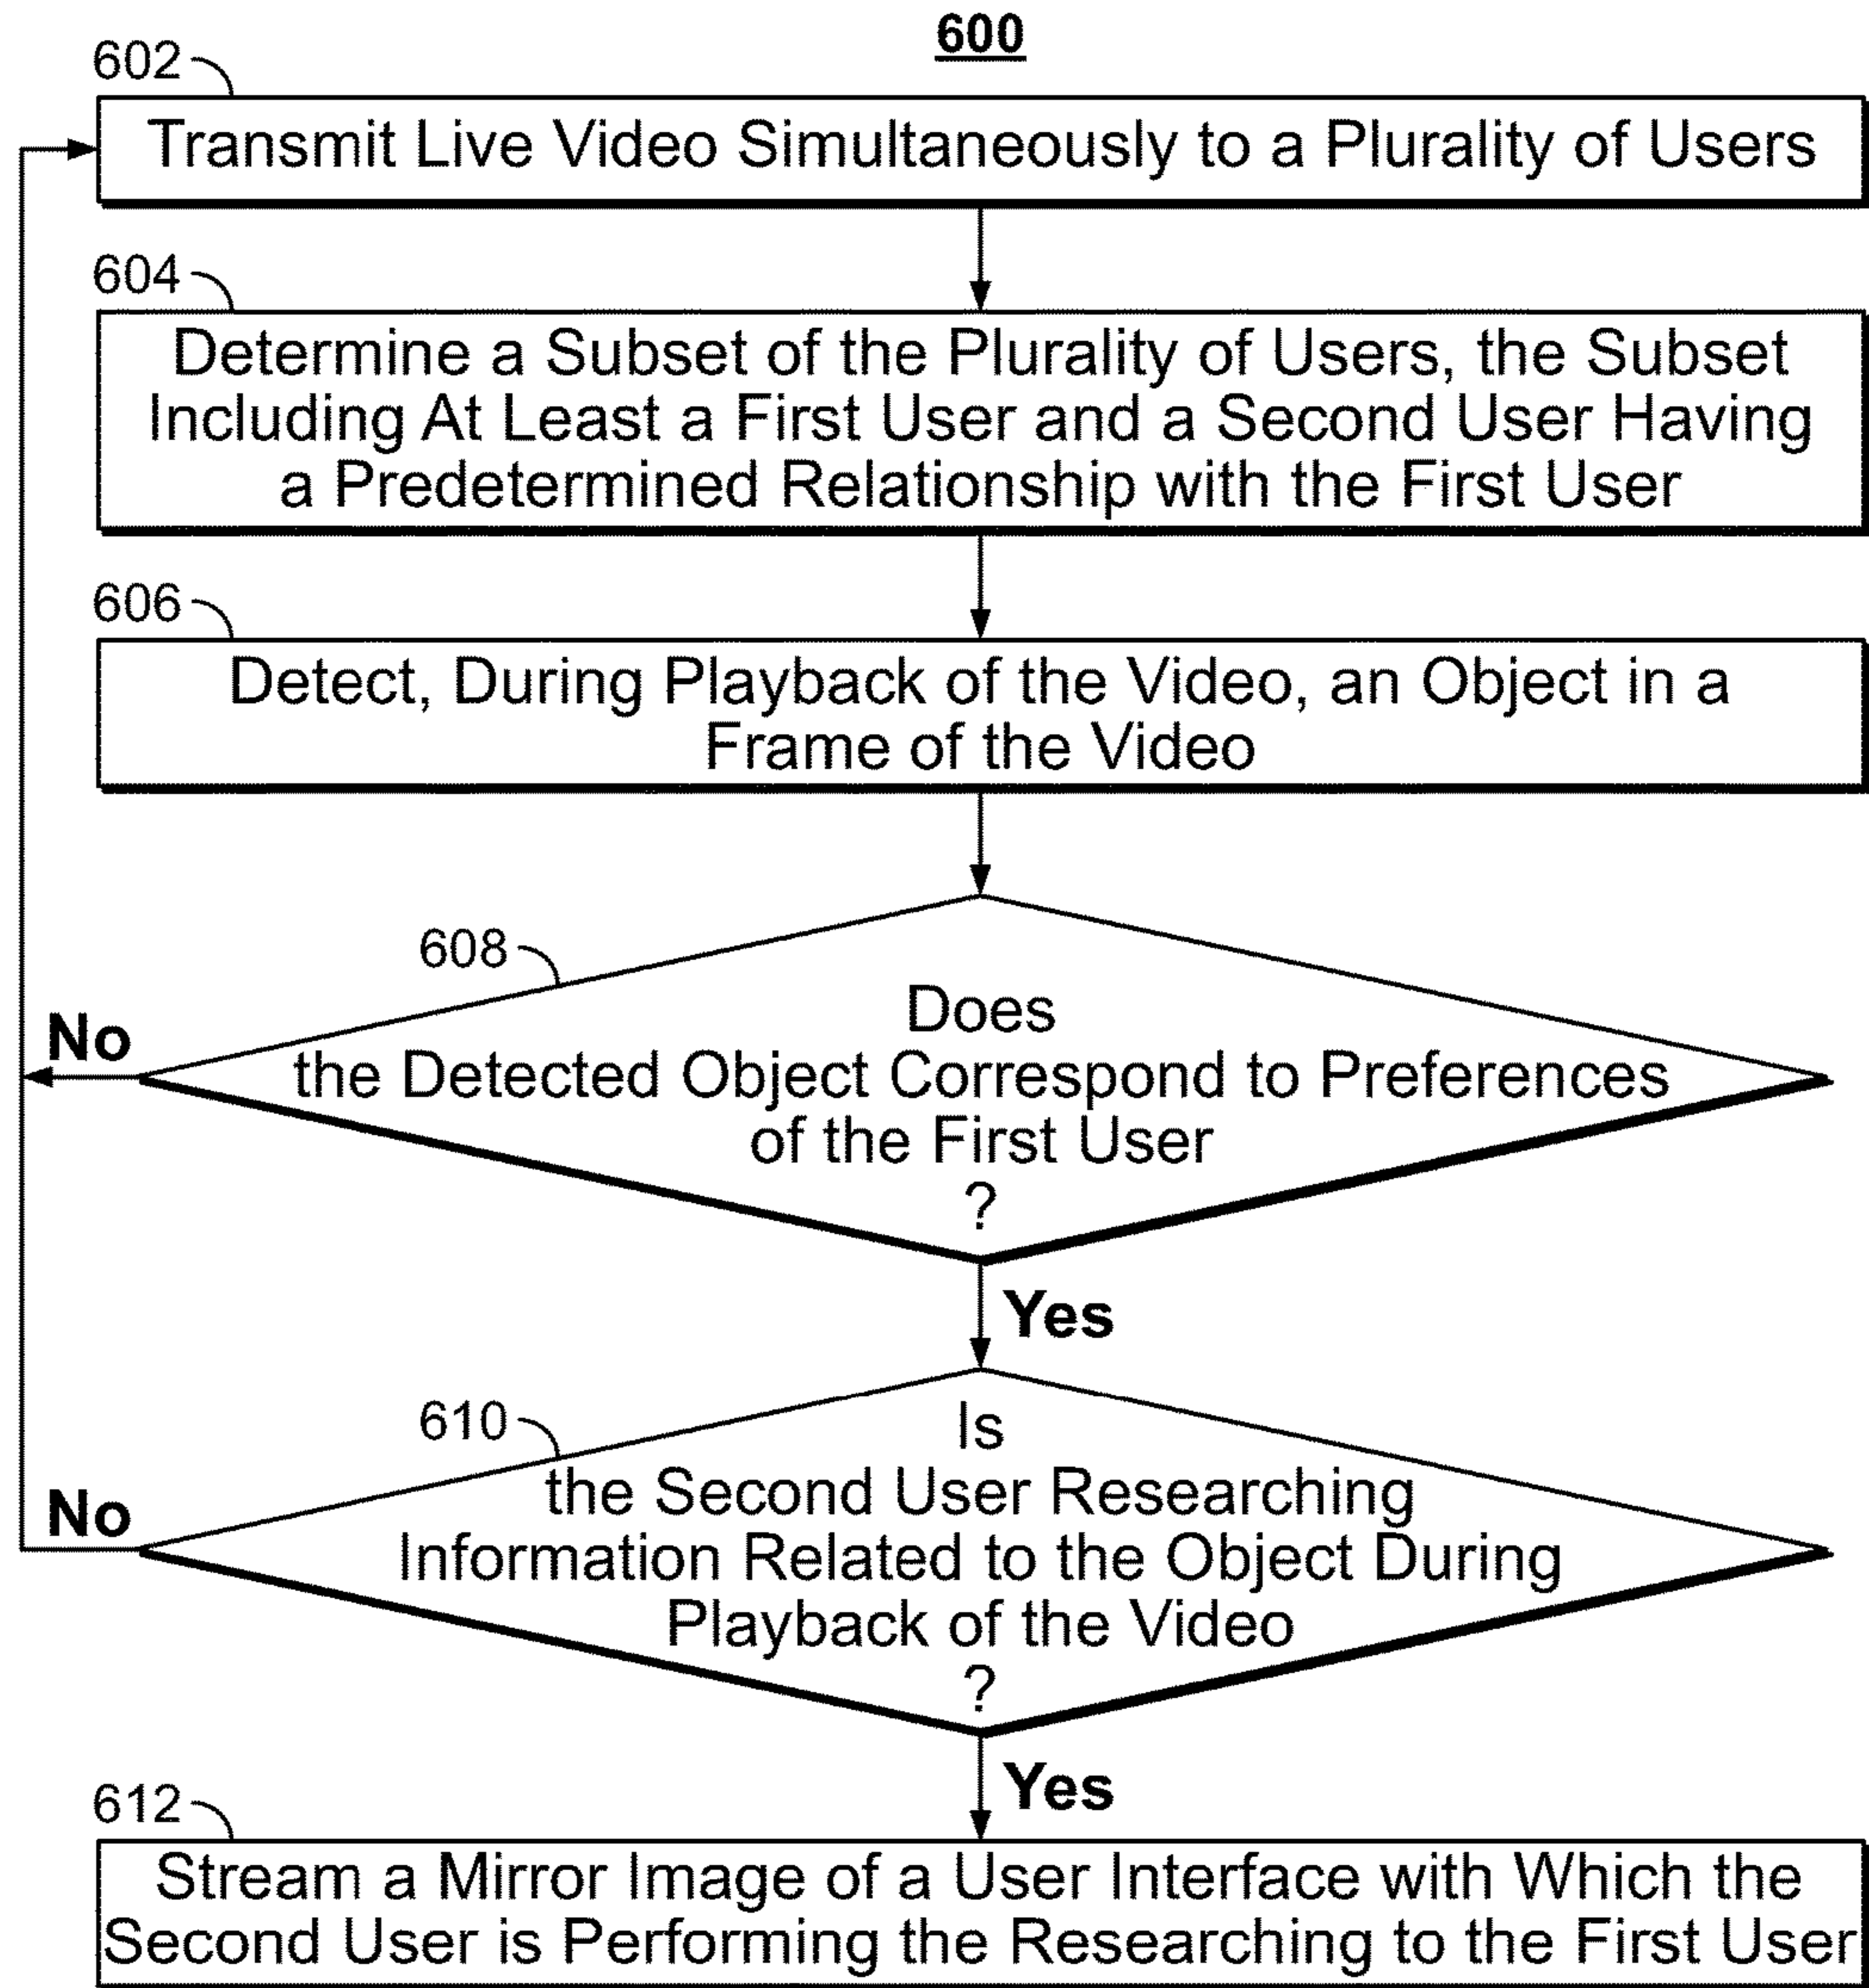 600
602
Transmit Live Video Simultaneously to a Plurality of Users
604
Determine a Subset of the Plurality of Users, the Subset
Including At Least a First User and a Second User Having
a Predetermined Relationship with the First User
606
Detect, During Playback of the Video, an Object in a
Frame of the Video
608
Does
No
the Detected Object Correspond to Preferences
of the First User
?
Yes
610
Is
the Second User Researching
No
Information Related to the Object During
Playback of the Video
?
Yes
612
Stream a Mirror Image of a User Interface with Which the
Second User is Performing the Researching to the First User